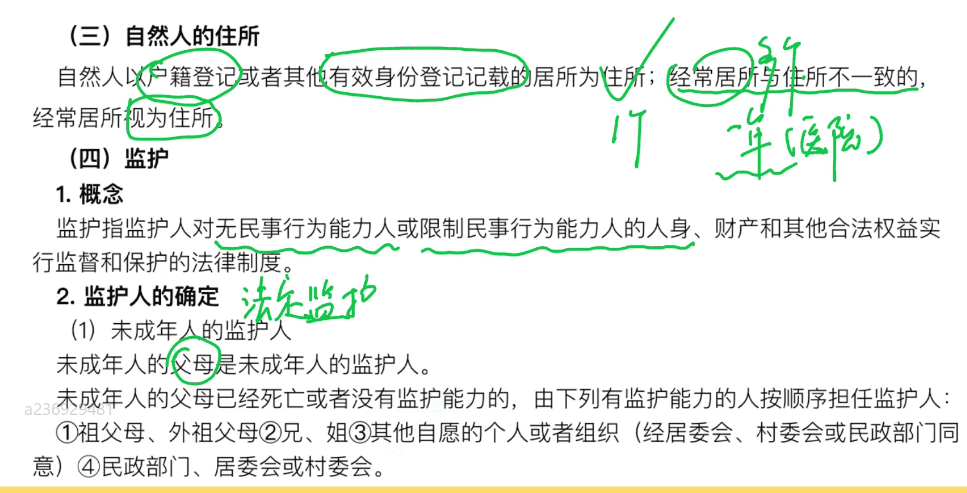 （三）自然人的住所
自然人以户籍登记或者其他有效身份登记记载的居所为住所；经常居所与住所不一致的，
经常居所视为住所。
一年（医院）
（四）监护
1. 概念
监护指监护人对无民事行为能力人或限制民事行为能力人的人身、财产和其他合法权益实
行监督和保护的法律制度。
2. 监护人的确定 法定监护
（1）未成年人的监护人
未成年人的父母是未成年人的监护人。
未成年人的父母已经死亡或者没有监护能力的，由下列有监护能力的人按顺序担任监护人：
a236929481
①祖父母、外祖父母②兄、姐③其他自愿的个人或者组织（经居委会、村委会或民政部门同
意）④民政部门、居委会或村委会。